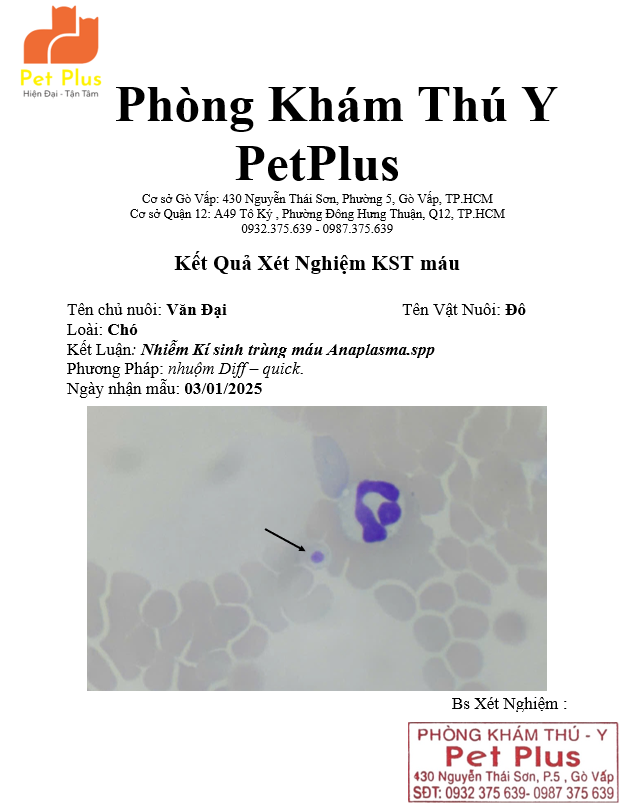 Pet Plus
Hiện Đại - Tận Tâm
Phòng Khám Thú Y
PetPlus
Cơ sở Gò Vấp: 430 Nguyễn Thái Sơn, Phường 5, Gò Vấp, TP.HCM
Cơ sở Quận 12: A49 Tô Ký , Phường Đông Hưng Thuận, Q12, TP.HCM
0932.375.639 - 0987.375.639
Kết Quả Xét Nghiệm KST máu
Tên chủ nuôi: Văn Đại Tên Vật Nuôi: Đô
Loài: Chó
Kết Luận: Nhiễm Kí sinh trùng máu Anaplasma.spp
Phương Pháp: nhuộm Diff – quick.
Ngày nhận mẫu: 03/01/2025
Bs Xét Nghiệm :
PHÒNG KHÁM THÚ - Y
Pet Plus
430 Nguyễn Thái Sơn, P.5 , Gò Vấp
SĐT: 0932 375 639- 0987 375 639